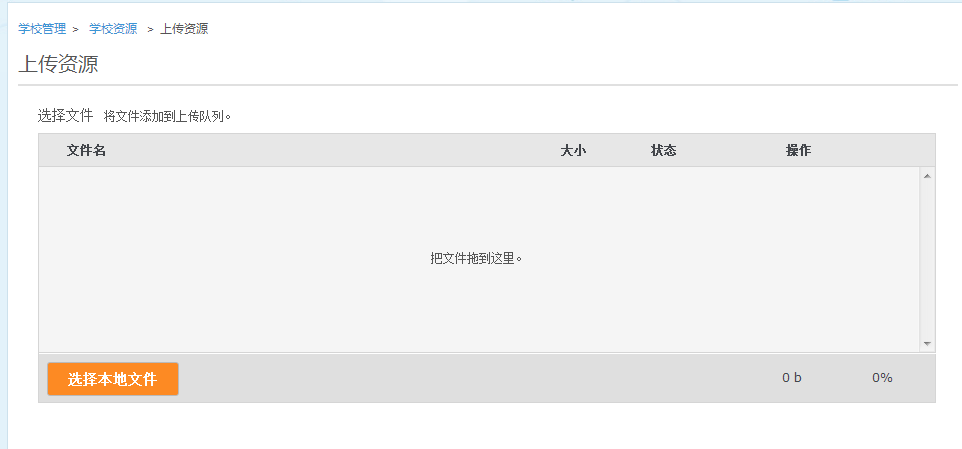 学校管理 > 学校资源 > 上传资源
上传资源
选择文件 将文件添加到上传队列。
文件名 大小 状态 操作
把文件拖到这里。
选择本地文件 0 b 0%